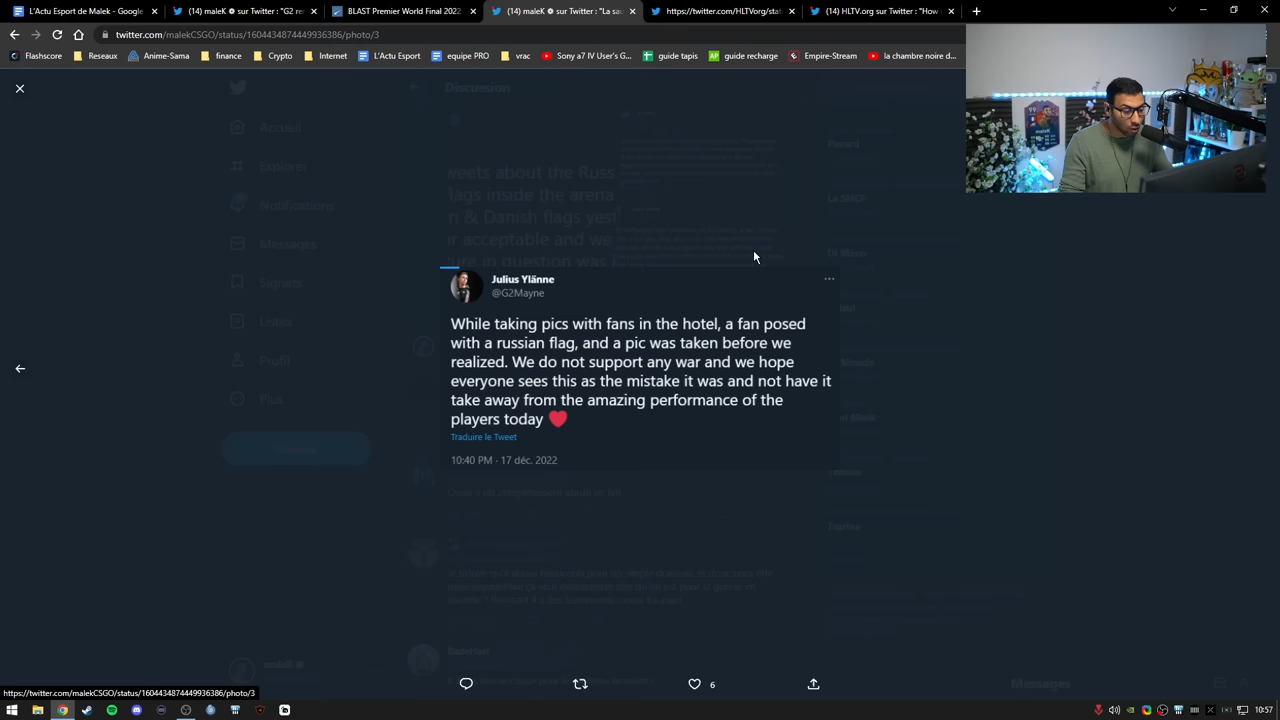 L'Actu Esport de Malek - Google
(14) maleK sur Twitter : "G2 re
BLAST Premier World Final 2022
(14) maleK sur Twitter : "La sa
https://twitter.com/HLTVorg/stat
(14) HLTV.org sur Twitter : "How
twitter.com/malekCSGO/status/1604434874449936386/photo/3
Flashscore
Reseaux
Anime-Sama
finance
Crypto
Internet
L'Actu Esport
equipe PRO
vrac
Sony a7 IV User's G...
guide tapis
guide recharge
Empire-Stream
la chambre noire d
Discussion
Accueil
Explorer
Notifications
Messages
Signets
Listes
Profil
Plus
weets about the Russ
lags inside the arena
n & Danish flags yest
r acceptable and we
ure in question was
Julius Ylänne
@G2Mayne
While taking pics with fans in the hotel, a fan posed
with a russian flag, and a pic was taken before we
realized. We do not support any war and we hope
everyone sees this as the mistake it was and not have it
take away from the amazing performance of the
players today ❤️
Traduire le Tweet
10:40 PM · 17 déc. 2022
6
Messages
https://twitter.com/malekCSGO/status/1604434874449936386/photo/3
10:57
99
maleK